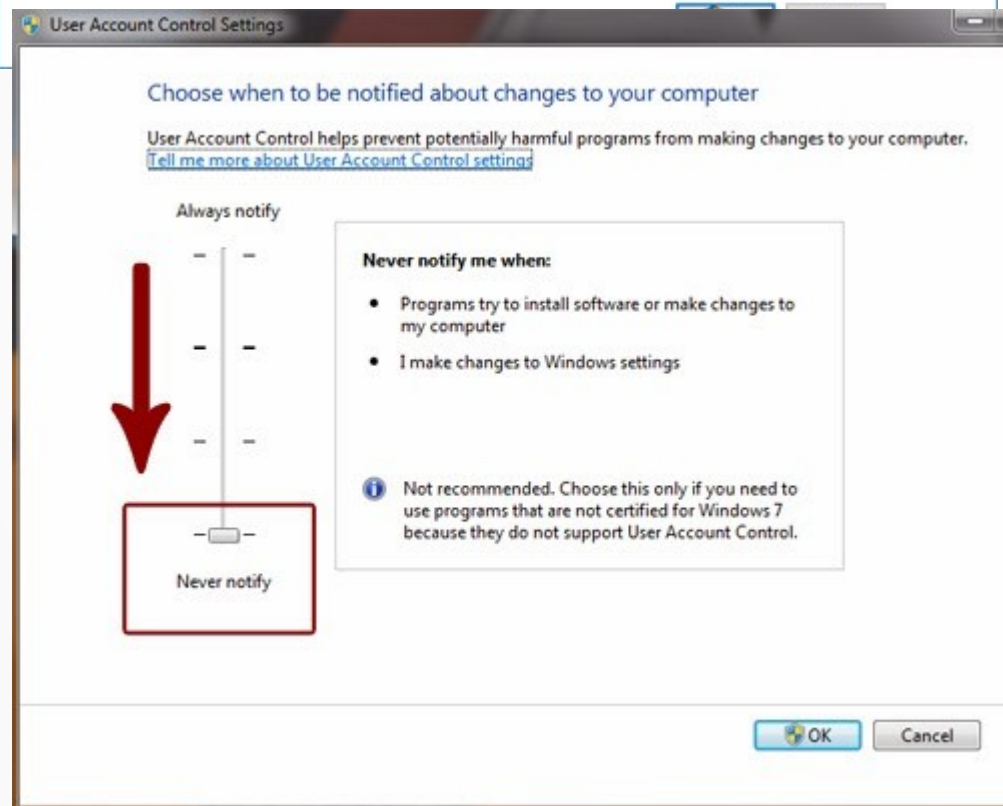 User Account Control Settings
Choose when to be notified about changes to your computer
User Account Control helps prevent potentially harmful programs from making changes to your computer.
Tell me more about User Account Control settings
Always notify
Never notify me when:
• Programs try to install software or make changes to
my computer
• I make changes to Windows settings
Not recommended. Choose this only if you need to
use programs that are not certified for Windows 7
because they do not support User Account Control.
Never notify
OK
Cancel